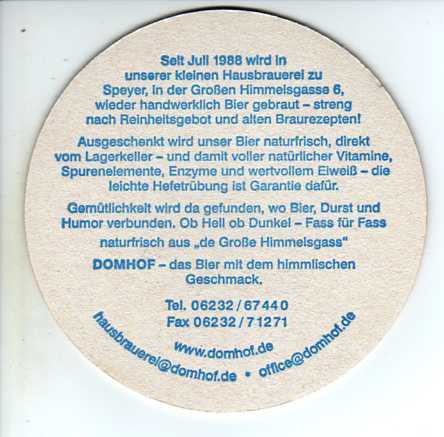 Seit Juli 1988 wird in
unserer kleinen Hausbrauerei zu
Speyer, in der Großen Himmelsgasse 6,
wieder handwerklich Bier gebraut – streng
nach Reinheitsgebot und alten Braurezepten!
Ausgeschenkt wird unser Bier naturfrisch, direkt
vom Lagerkeller – und damit voller natürlicher Vitamine,
Spurenelemente, Enzyme und wertvollem Eiweiß – die
leichte Hefetrübung ist Garantie dafür.
Gemütlichkeit wird da gefunden, wo Bier, Durst und
Humor verbunden. Ob Hell ob Dunkel – Fass für Fass
naturfrisch aus „de Große Himmelsgass“
DOMHOF – das Bier mit dem himmlischen
Geschmack.
Tel. 06232/67440
Fax 06232/71271
www.domhof.de
hausbrauerei@domhof.de • office@domhof.de